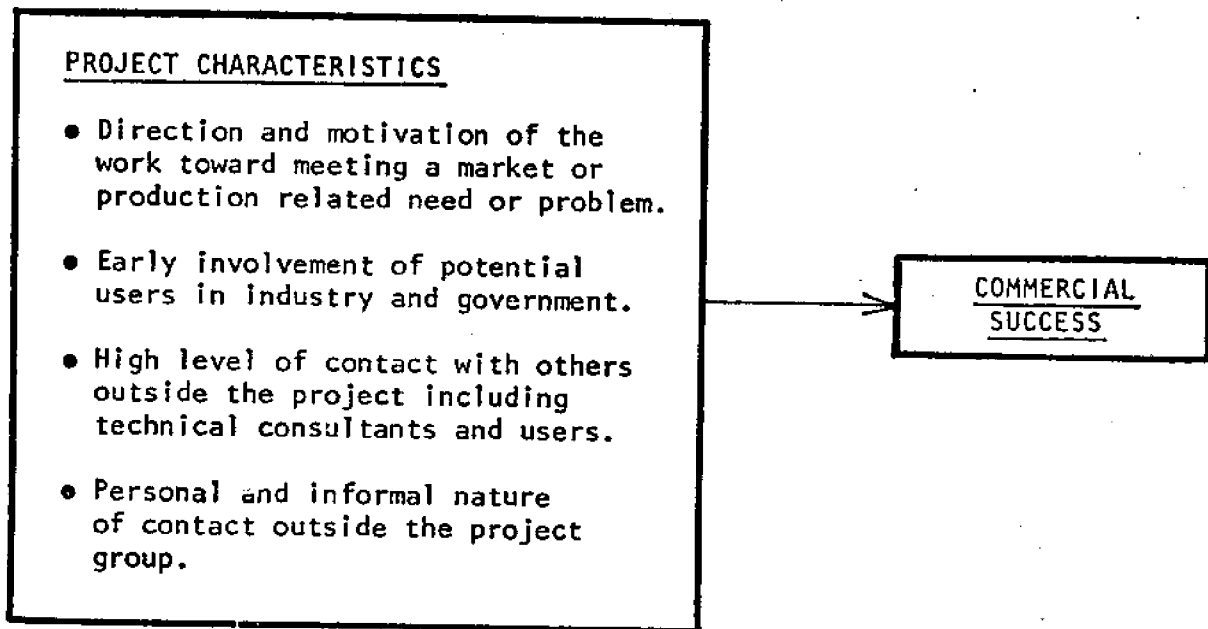 PROJECT CHARACTERISTICS
• Direction and motivation of the
work toward meeting a market or
production related need or problem.
• Early involvement of potential
users in industry and government.
• High level of contact with others
outside the project including
technical consultants and users.
• Personal and informal nature
of contact outside the project
group.
COMMERCIAL
SUCCESS